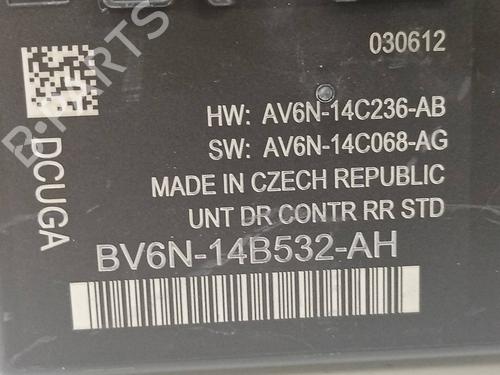 030612
HW: AV6N-14C236-AB
SW: AV6N-14C068-AG
MADE IN CZECH REPUBLIC
UNT DR CONTR RR STD
BV6N-14B532-AH
DCUGA
B-PARTS